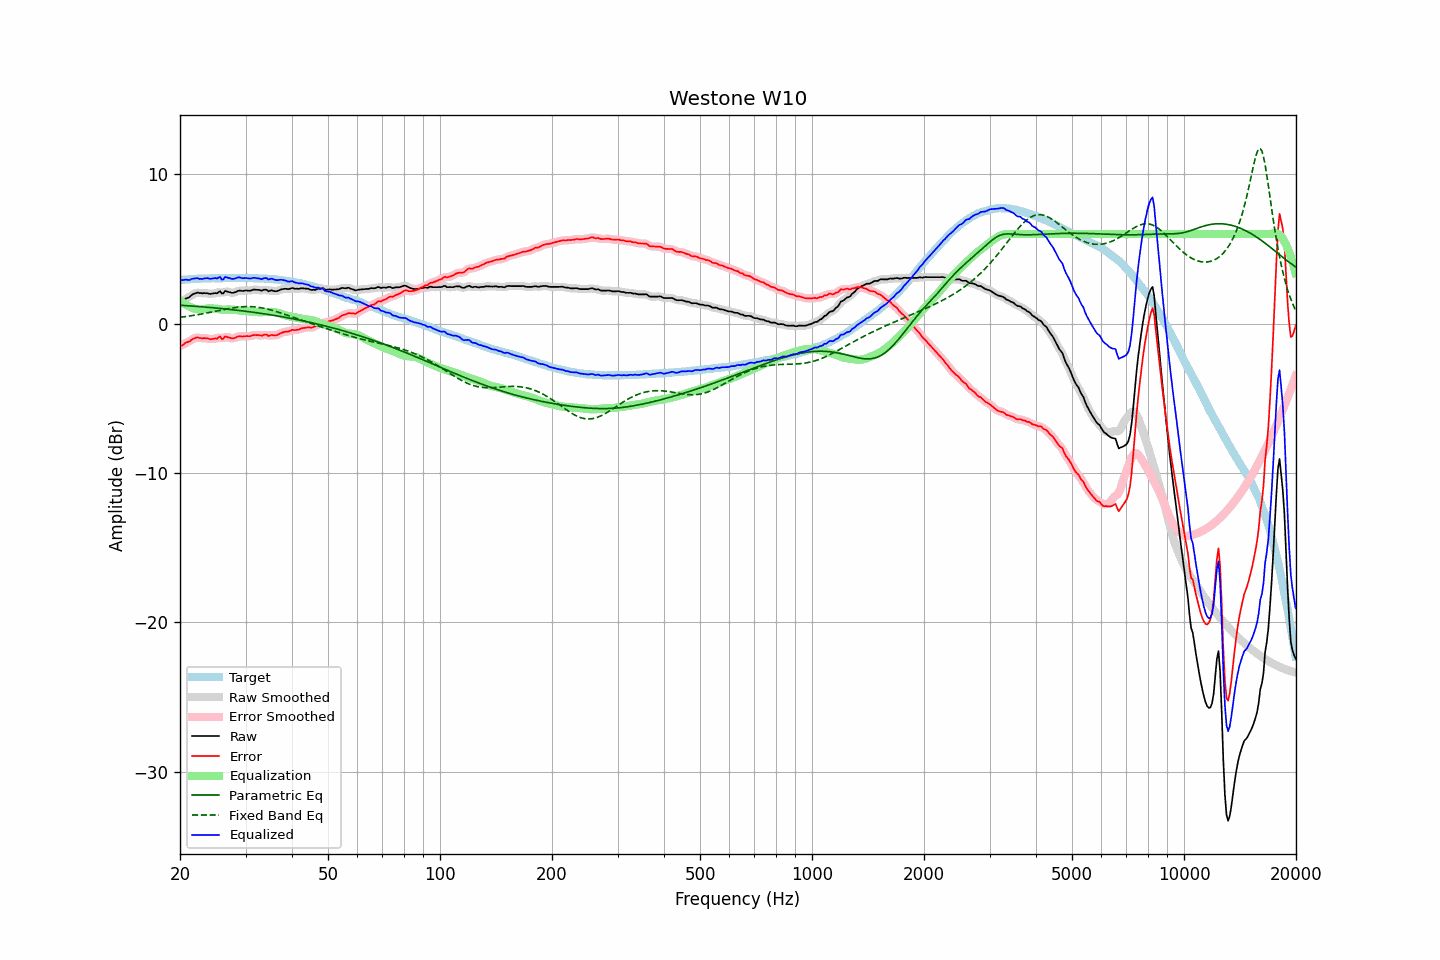 Westone W10
Amplitude (dBr)
10
0
−10
−20
−30
Target
Raw Smoothed
Error Smoothed
Raw
Error
Equalization
Parametric Eq
Fixed Band Eq
Equalized
20 50 100 200 500 1000 2000 5000 10000 20000
Frequency (Hz)